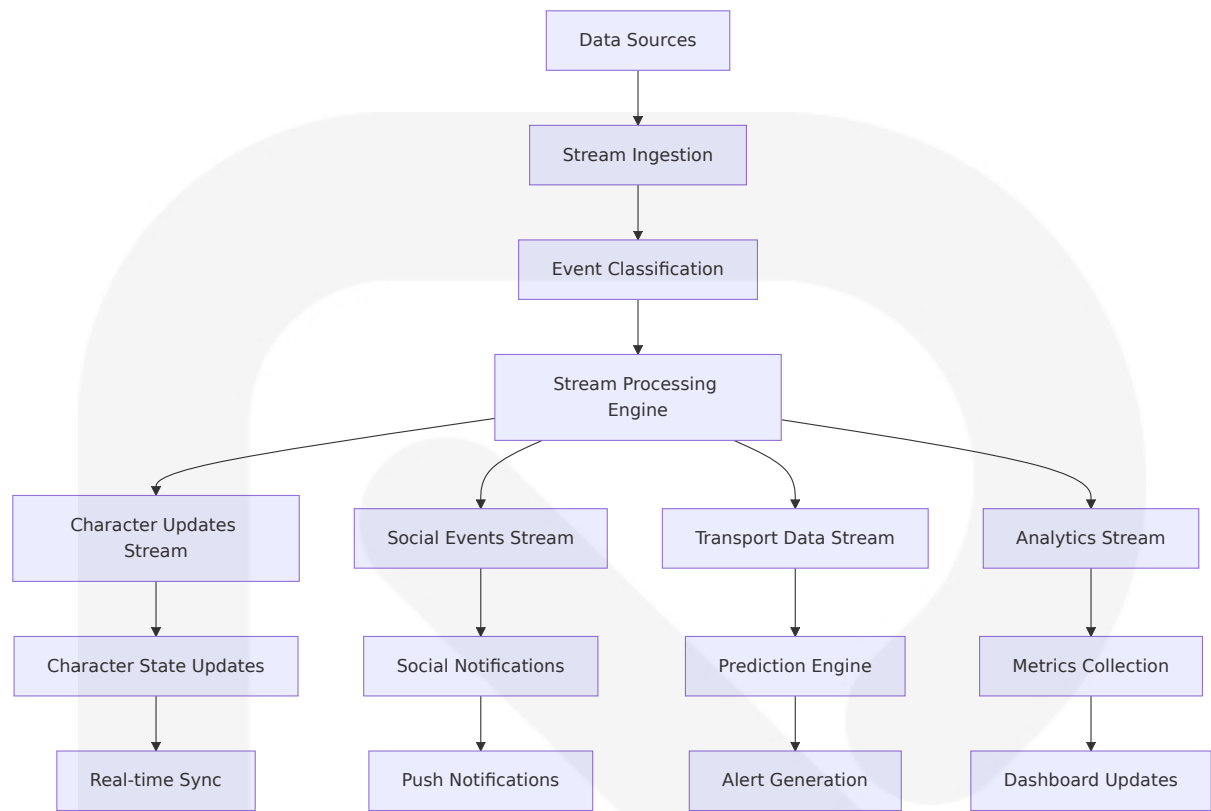 Data Sources
Stream Ingestion
Event Classification
Stream Processing
Engine
Character Updates
Stream
Social Events Stream
Transport Data Stream
Analytics Stream
Character State Updates
Social Notifications
Prediction Engine
Metrics Collection
Real-time Sync
Push Notifications
Alert Generation
Dashboard Updates